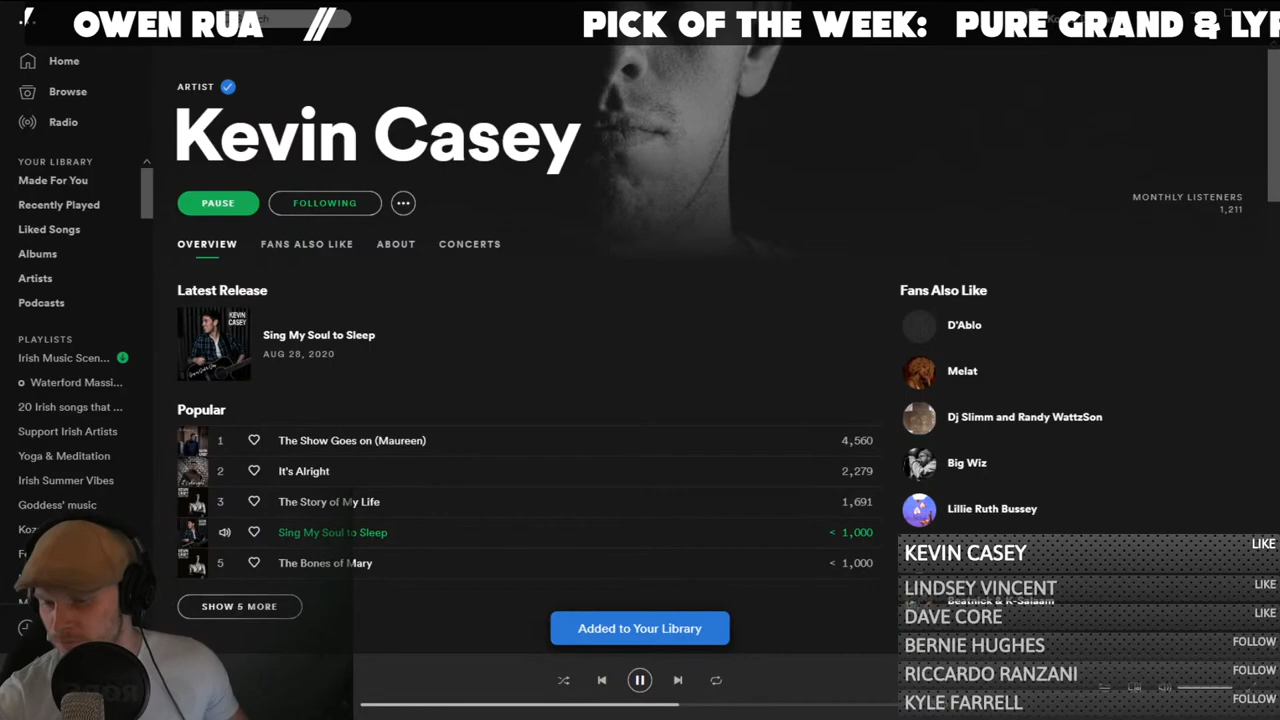 OWEN RUA // PICK OF THE WEEK: PURE GRAND & LYF
Home
Browse
Radio
YOUR LIBRARY
Made For You
Recently Played
Liked Songs
Albums
Artists
Podcasts
PLAYLISTS
Irish Music Scen...
Waterford Massi...
20 Irish songs that ...
Support Irish Artists
Yoga & Meditation
Irish Summer Vibes
Goddess' music
ARTIST
Kevin Casey
PAUSE FOLLOWING
MONTHLY LISTENERS
1,211
OVERVIEW FANS ALSO LIKE ABOUT CONCERTS
Latest Release
Sing My Soul to Sleep
AUG 28, 2020
KEVIN CASEY
Popular
1 The Show Goes on (Maureen) 4,560
2 It's Alright 2,279
3 The Story of My Life 1,691
Sing My Soul to Sleep < 1,000
5 The Bones of Mary < 1,000
SHOW 5 MORE
Added to Your Library
Fans Also Like
D'Ablo
Melat
Dj Slimm and Randy WattzSon
Big Wiz
Lillie Ruth Bussey
Beatnick & K-Salaam
KEVIN CASEY LIKE
LINDSEY VINCENT LIKE
DAVE CORE LIKE
BERNIE HUGHES FOLLOW
RICCARDO RANZANI FOLLOW
KYLE FARRELL FOLLOW